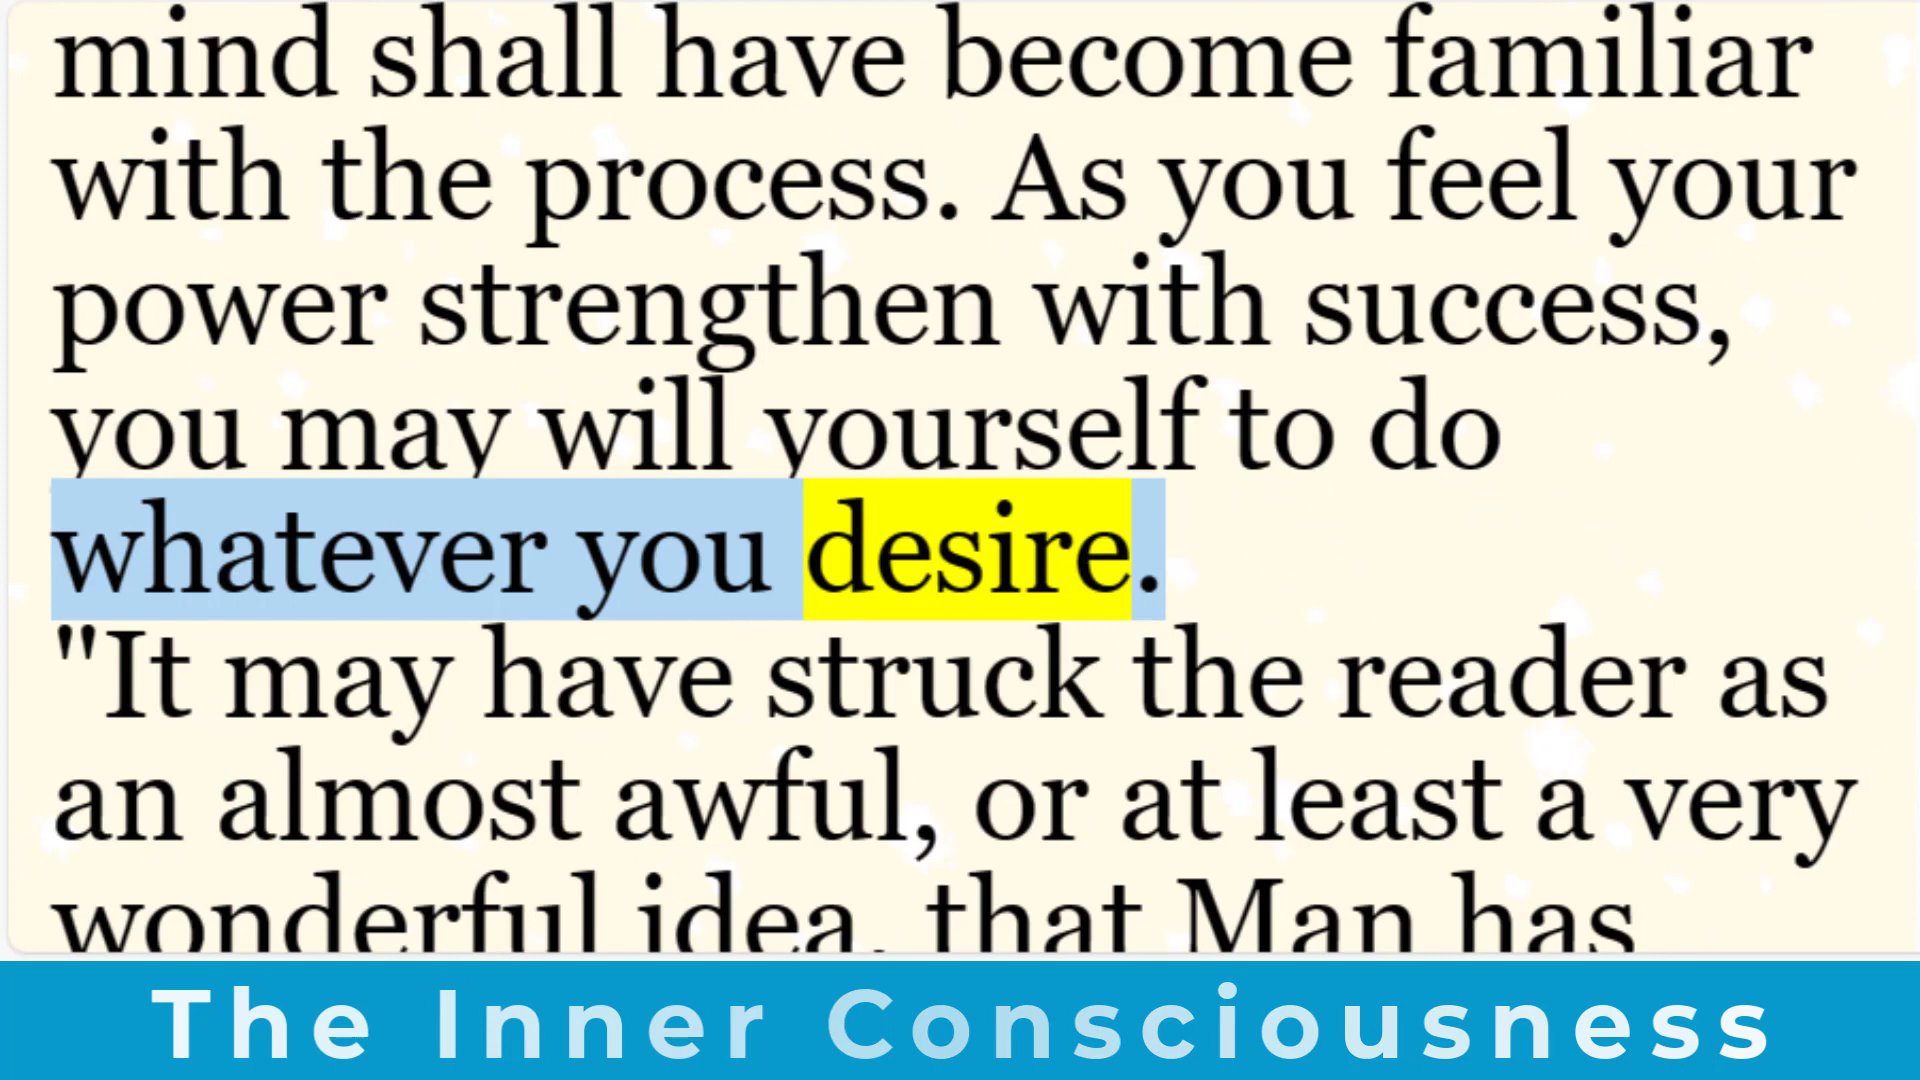 mind shall have become familiar
with the process. As you feel your
power strengthen with success,
you may will yourself to do
whatever you desire.
"It may have struck the reader as
an almost awful, or at least a very
wonderful idea, that Man has
The Inner Consciousness